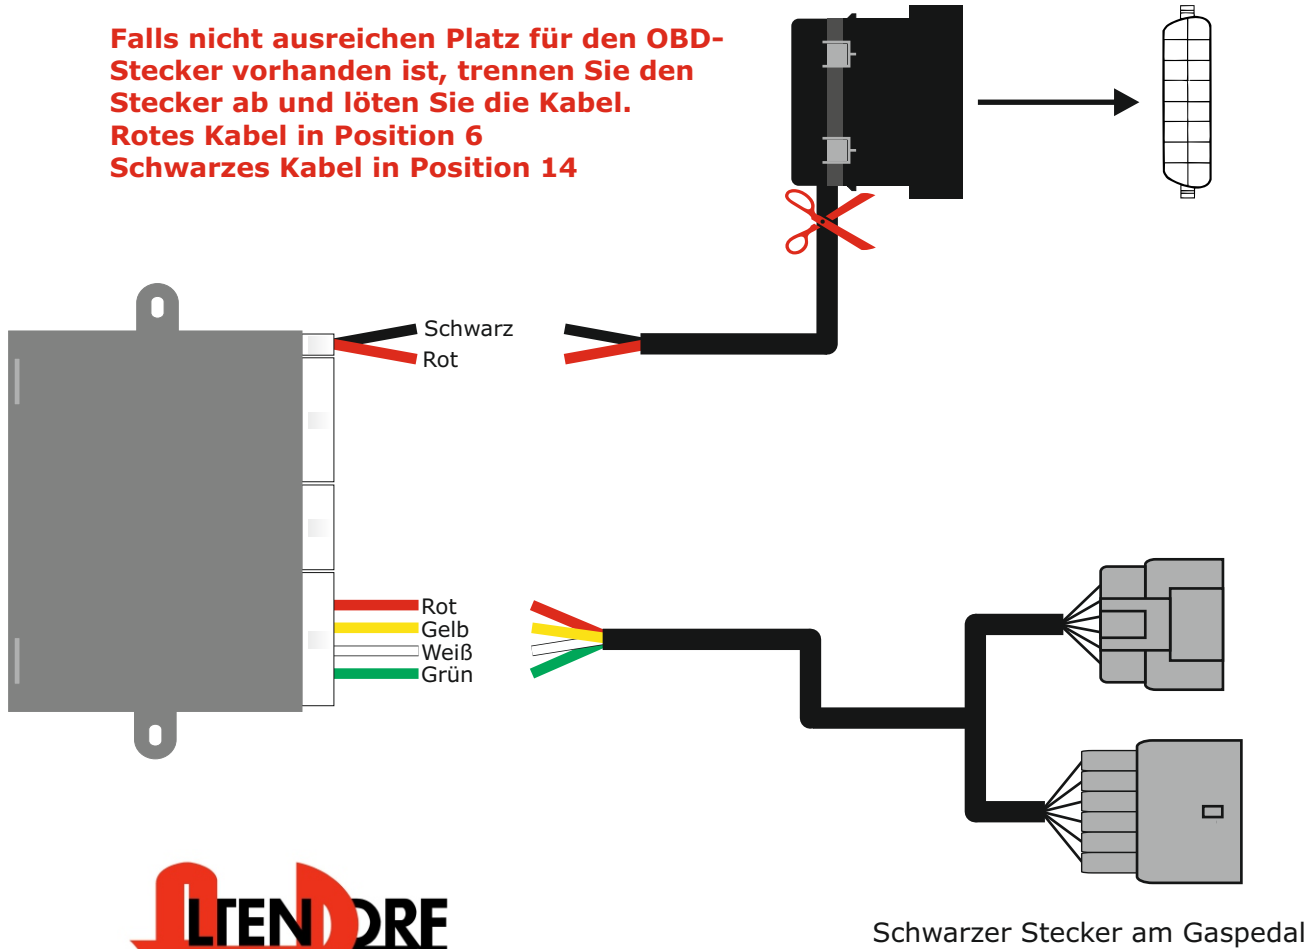 Falls nicht ausreichen Platz für den OBD-
Stecker vorhanden ist, trennen Sie den
Stecker ab und löten Sie die Kabel.
Rotes Kabel in Position 6
Schwarzes Kabel in Position 14
Schwarz
Rot
Rot
Gelb
Weiß
Grün
ALTENDORF
Schwarzer Stecker am Gaspedal